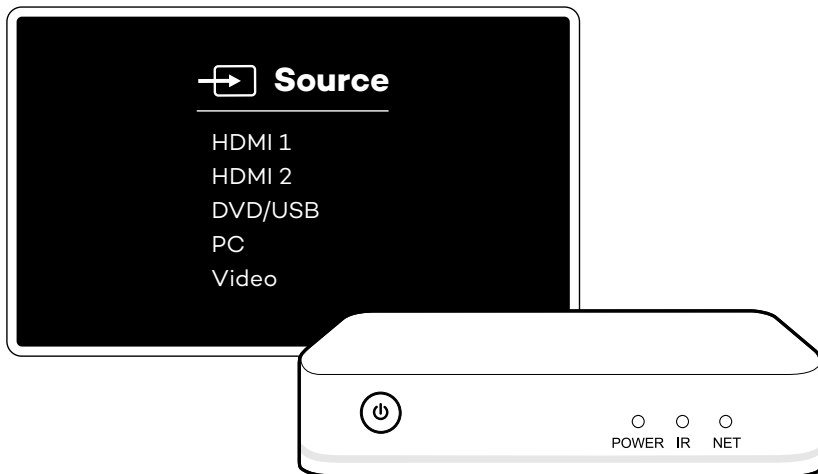 Source
HDMI 1
HDMI 2
DVD/USB
PC
Video
POWER IR NET